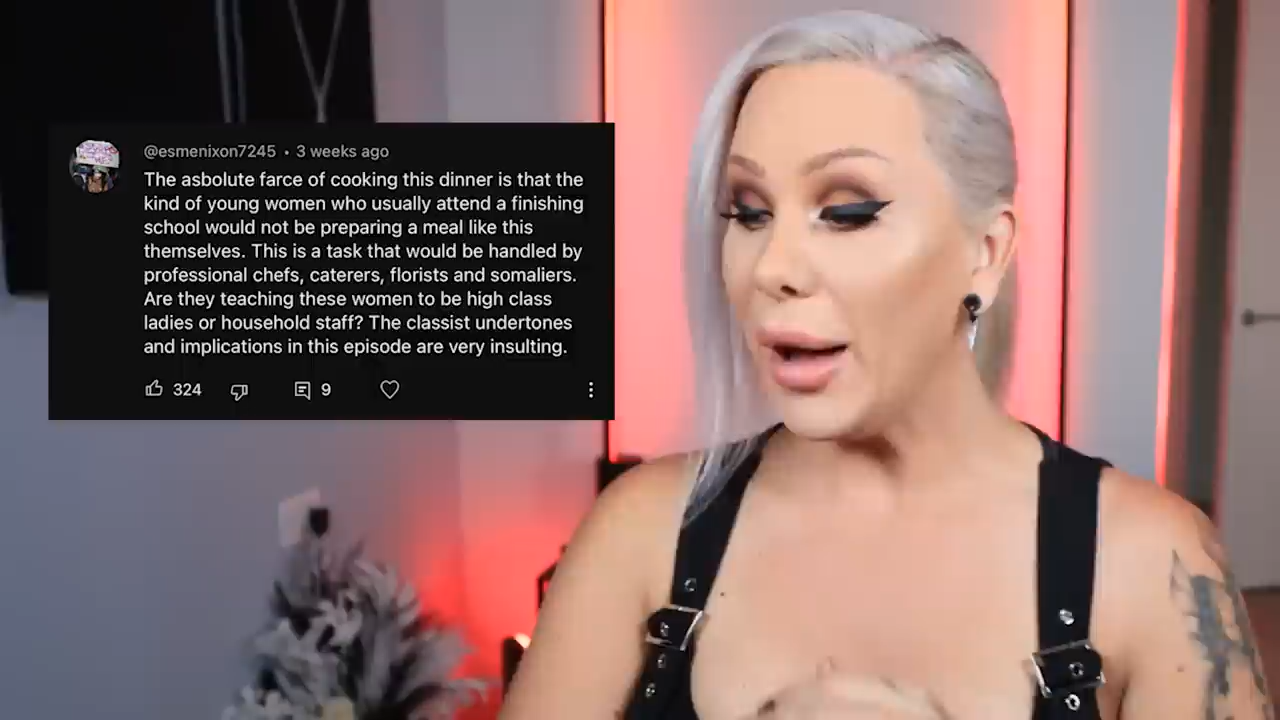 @esmenixon7245 • 3 weeks ago
The asbolute farce of cooking this dinner is that the
kind of young women who usually attend a finishing
school would not be preparing a meal like this
themselves. This is a task that would be handled by
professional chefs, caterers, florists and somaliers.
Are they teaching these women to be high class
ladies or household staff? The classist undertones
and implications in this episode are very insulting.
324 9